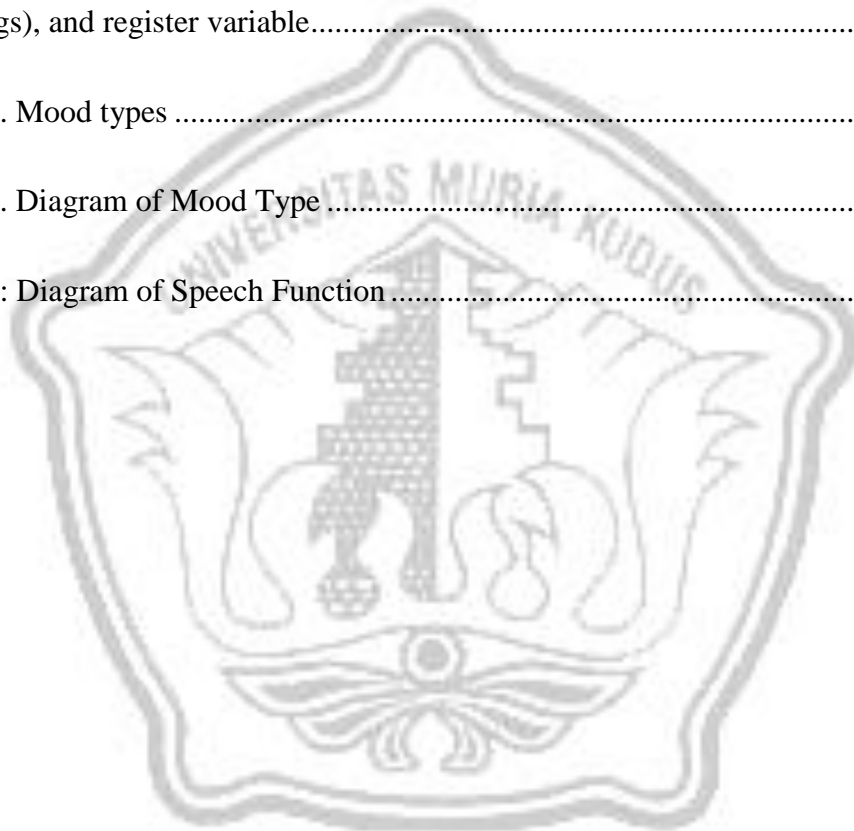 gs), and register variable.....................................................................
. Mood types .....................................................................................
UNIVERSITAS MURIA KUDUS
. Diagram of Mood Type ..................................................................
: Diagram of Speech Function ..........................................................